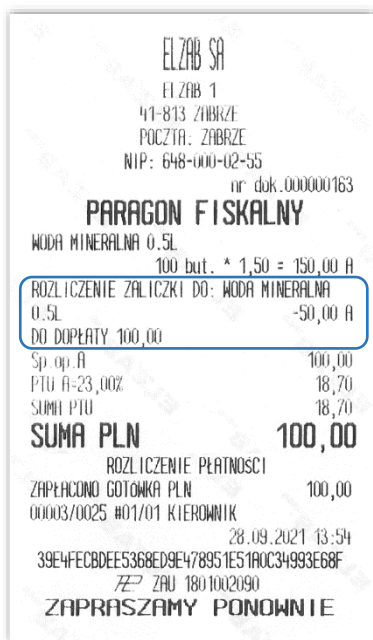 ELZAB SA
ELZAB 1
41-813 ZABRZE
POCZTA: ZABRZE
NIP: 648-000-02-55
nr dok.000000163
PARAGON FISKALNY
WODA MINERALNA 0.5L
100 but. * 1,50 = 150,00 A
ROZLICZENIE ZALICZKI DO: WODA MINERALNA
0.5L -50,00 A
DO DOPŁATY 100,00
Sp.op.A 100,00
PTU A=23,00% 18,70
SUMA PTU 18,70
SUMA PLN 100,00
ROZLICZENIE PŁATNOŚCI
ZAPŁACONO GOTÓWKA PLN 100,00
00003/0025 #01/01 KIEROWNIK
28.09.2021 13:54
39E4FECBDEE5368ED9E478951E51A0C34993E68F
ZAU 1801002090
ZAPRASZAMY PONOWNIE